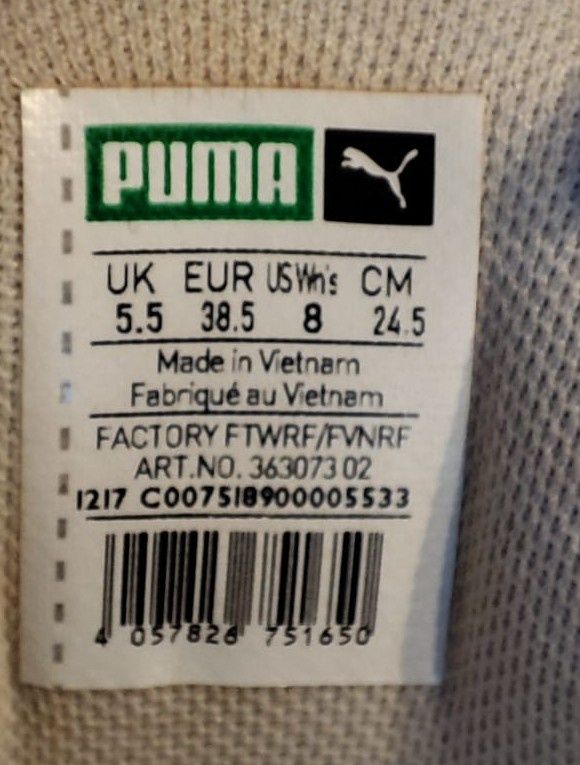 PUMA
UK EUR US Wn's CM
5.5 38.5 8 24.5
Made in Vietnam
Fabriqué au Vietnam
FACTORY FTWRF/FVNRF
ART.NO. 363073 02
1217 C007518900005533
4 057826 751650